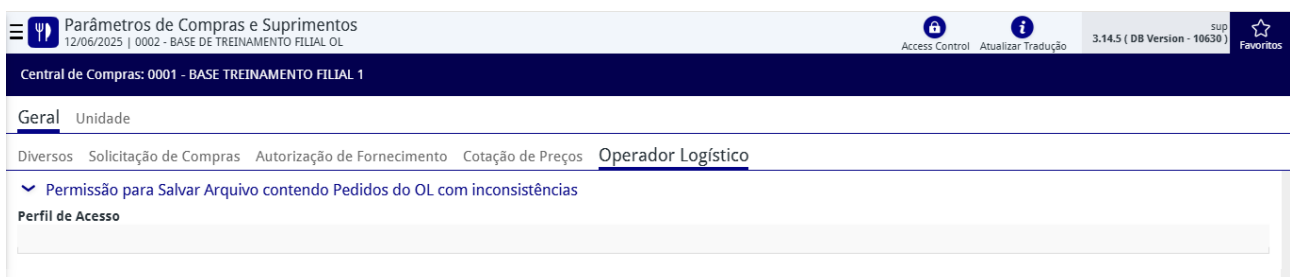 Parâmetros de Compras e Suprimentos
12/06/2025 | 0002 - BASE DE TREINAMENTO FILIAL OL
Access Control
Atualizar Tradução
sup
3.14.5 ( DB Version - 10630 )
Favoritos
Central de Compras: 0001 - BASE TREINAMENTO FILIAL 1
Geral Unidade
Diversos Solicitação de Compras Autorização de Fornecimento Cotação de Preços Operador Logístico
Permissão para Salvar Arquivo contendo Pedidos do OL com inconsistências
Perfil de Acesso